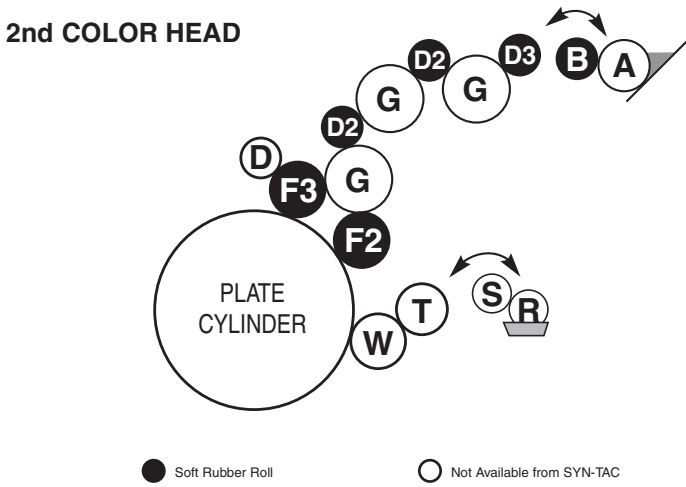 2nd COLOR HEAD
D2
D3
B
A
G
G
D2
D
F3
G
F2
PLATE
CYLINDER
S
T
R
W
Soft Rubber Roll
Not Available from SYN-TAC